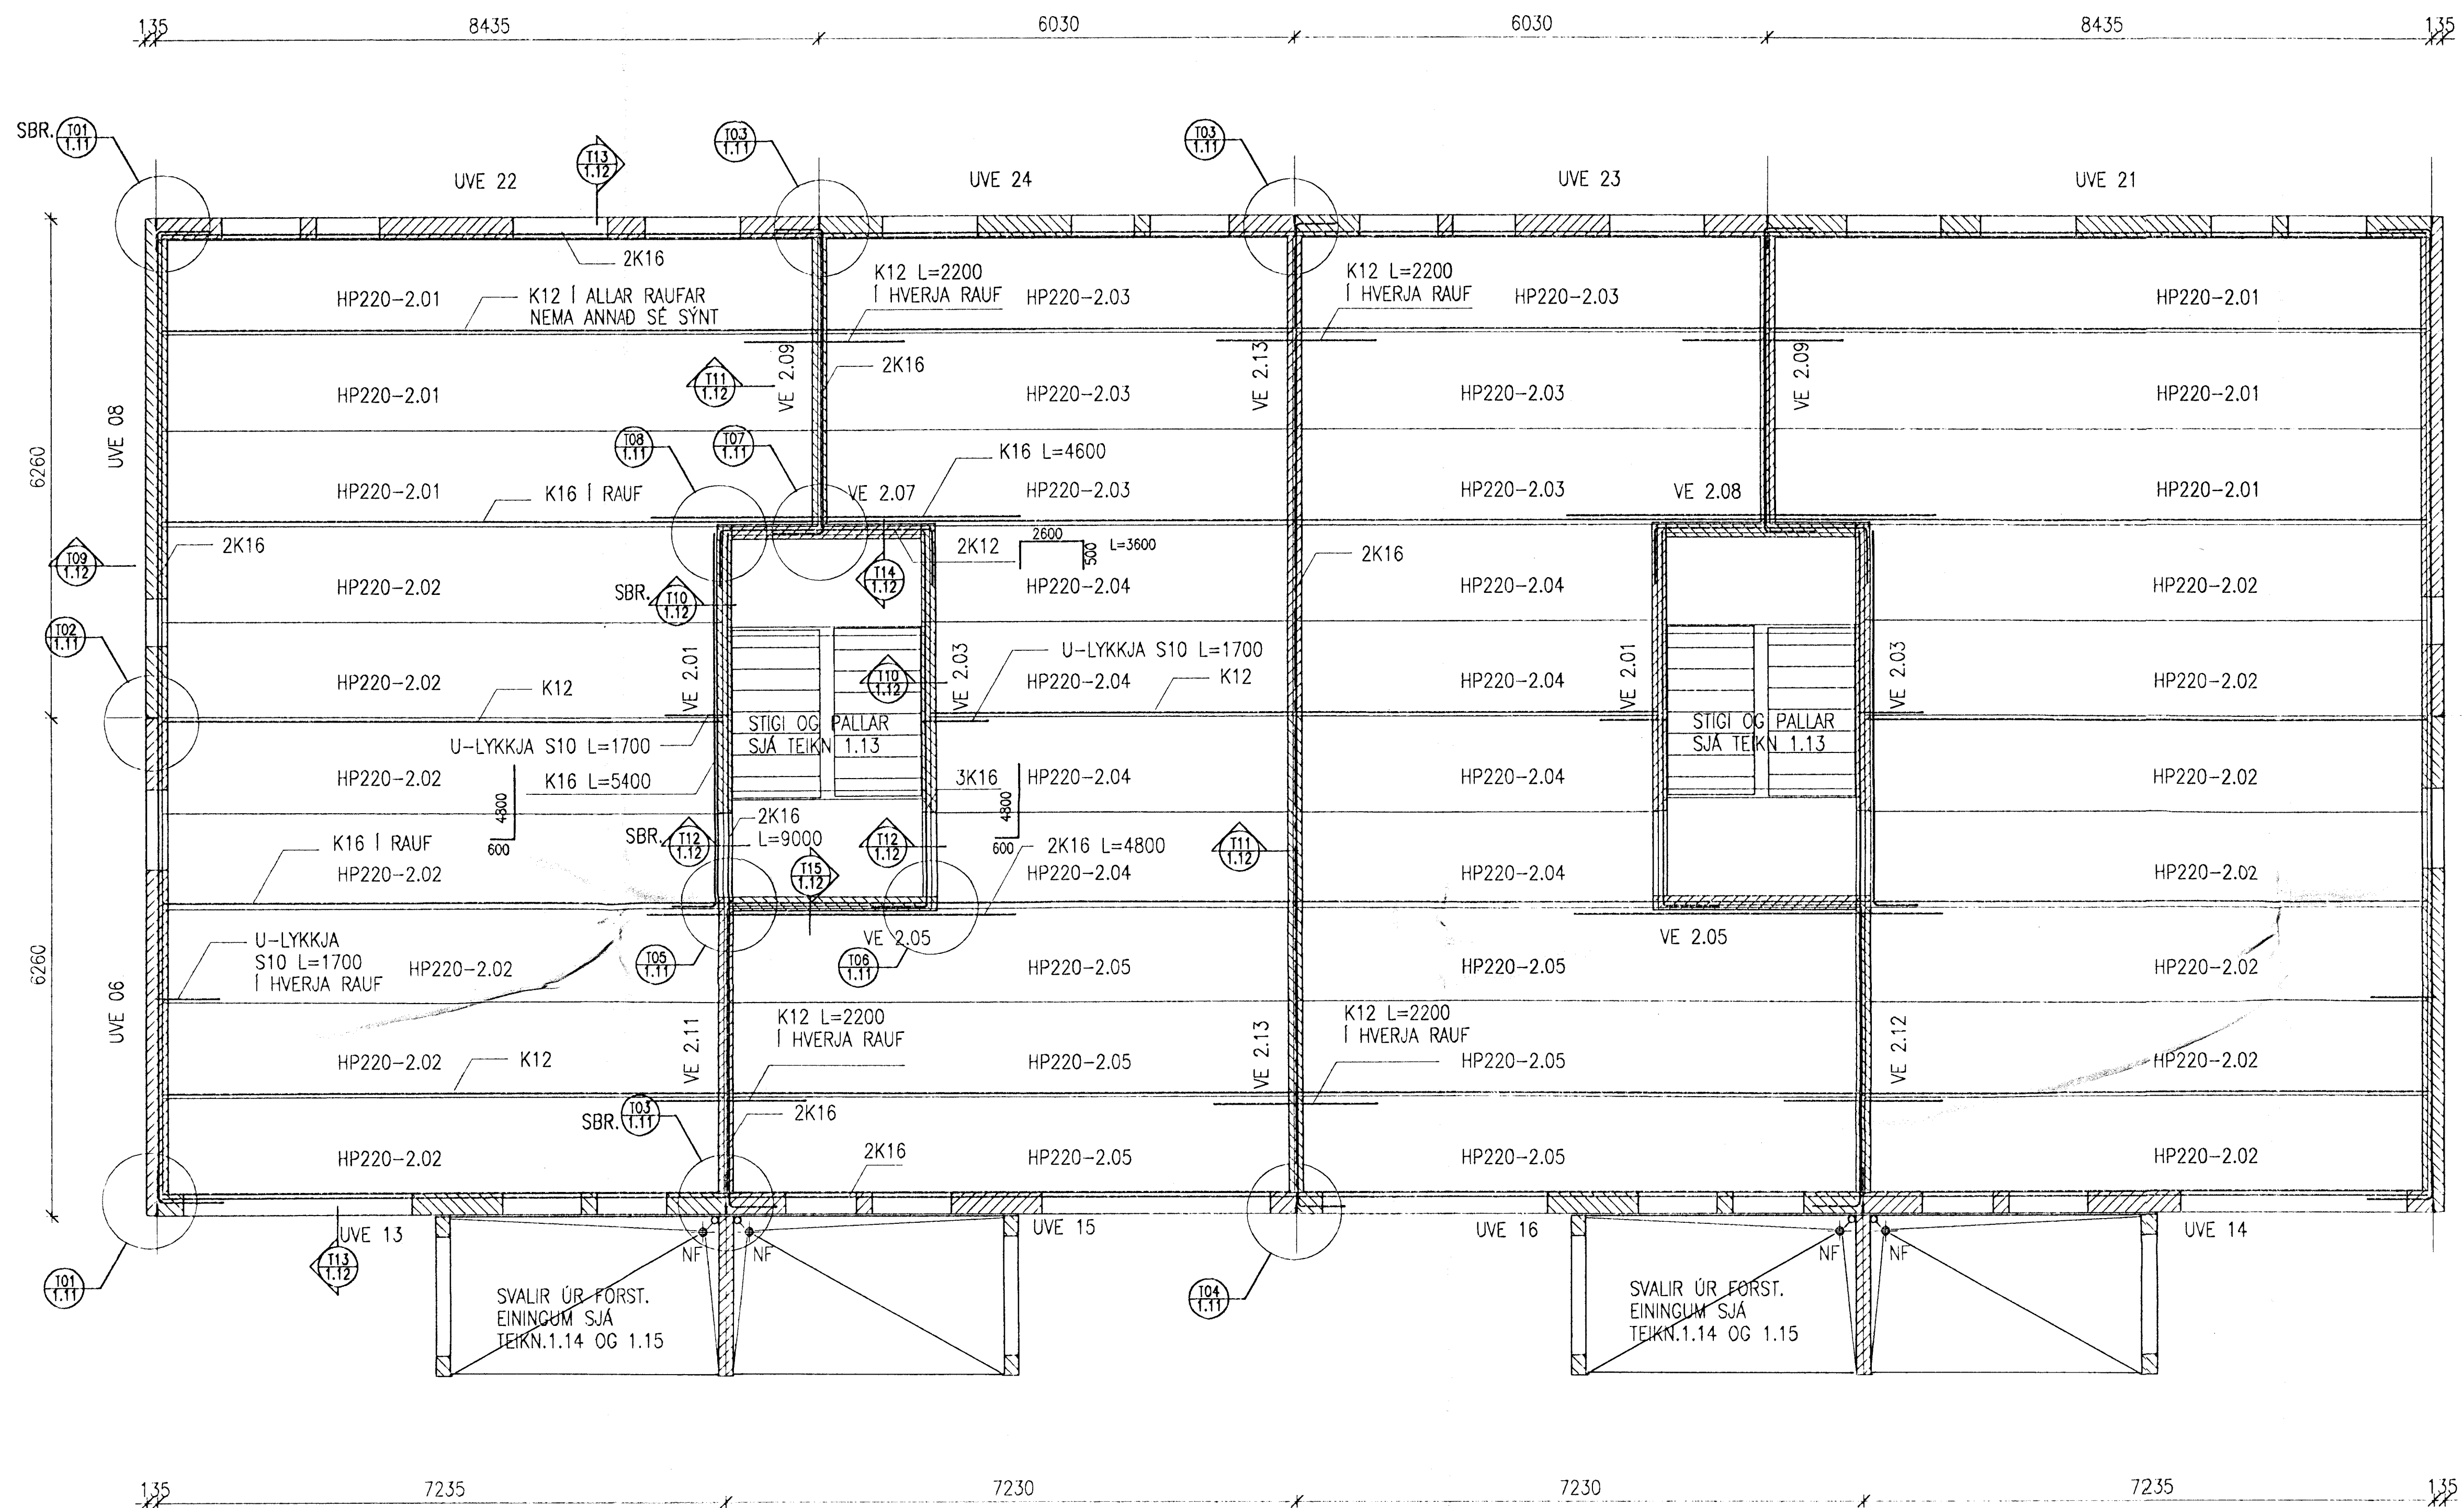 135 8435 6030 6030 8435 135
SBR. T01 1.11
T13 1.12
T03 1.11
T03 1.11
UVE 22
UVE 24
UVE 23
UVE 21
2K16
HP220-2.01
K12 Í ALLAR RAUFAR
NEMA ANNAÐ SÉ SÝNT
K12 L=2200
Í HVERJA RAUF
HP220-2.03
K12 L=2200
Í HVERJA RAUF
HP220-2.03
HP220-2.01
UVE 08
6260
HP220-2.01
T11 1.12
VE 2.09
2K16
HP220-2.03
VE 2.13
HP220-2.03
VE 2.09
HP220-2.01
T08 1.11
T07 1.11
K16 L=4600
HP220-2.01
K16 Í RAUF
VE 2.07
HP220-2.03
HP220-2.03
VE 2.08
HP220-2.01
T09 1.12
2K16
2K12
2600
500
L=3600
2K16
HP220-2.02
SBR. T10 1.12
T14 1.12
HP220-2.04
HP220-2.04
HP220-2.02
T02 1.11
HP220-2.02
K12
VE 2.01
T10 1.12
VE 2.03
U-LYKKJA S10 L=1700
HP220-2.04
K12
HP220-2.04
VE 2.01
VE 2.03
HP220-2.02
STIGI OG PALLAR
SJÁ TEIKN 1.13
STIGI OG PALLAR
SJÁ TEIKN 1.13
U-LYKKJA S10 L=1700
K16 L=5400
HP220-2.02
4800
600
3K16
HP220-2.04
4800
600
HP220-2.04
HP220-2.02
K16 Í RAUF
HP220-2.02
SBR. T12 1.12
2K16
L=9000
T12 1.12
T15 1.12
2K16 L=4800
HP220-2.04
T11 1.12
HP220-2.04
HP220-2.02
6260
UVE 06
U-LYKKJA
S10 L=1700
Í HVERJA RAUF
HP220-2.02
T05 1.11
VE 2.05
T06 1.11
HP220-2.05
HP220-2.05
VE 2.05
HP220-2.02
HP220-2.02
K12
VE 2.11
K12 L=2200
Í HVERJA RAUF
HP220-2.05
VE 2.13
K12 L=2200
Í HVERJA RAUF
HP220-2.05
VE 2.12
HP220-2.02
SBR. T03 1.11
2K16
2K16
HP220-2.02
HP220-2.05
HP220-2.05
HP220-2.02
T01 1.11
UVE 13
T13 1.12
NF NF
UVE 15
T04 1.11
UVE 16
NF NF
UVE 14
SVALIR ÚR FORST.
EININGUM SJÁ
TEIKN.1.14 OG 1.15
SVALIR ÚR FORST.
EININGUM SJÁ
TEIKN.1.14 OG 1.15
135 7235 7230 7230 7235 135